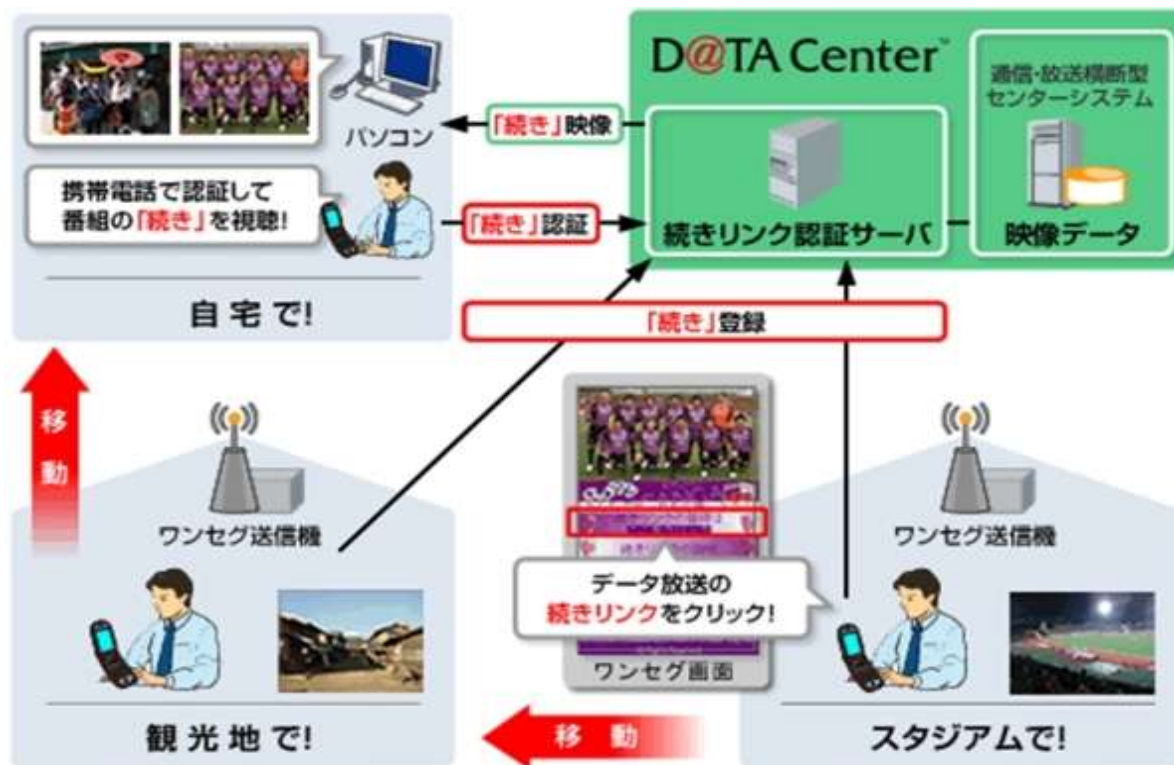 D@TA Center™
通信・放送横断型
センターシステム
パソコン
「続き」映像
携帯電話で認証して
番組の「続き」を視聴!
「続き」認証
続きリンク認証サーバ
映像データ
自宅で!
「続き」登録
移動
ワンセグ送信機
ワンセグ送信機
データ放送の
続きリンクをクリック!
ワンセグ画面
観光地で!
移動
スタジアムで!